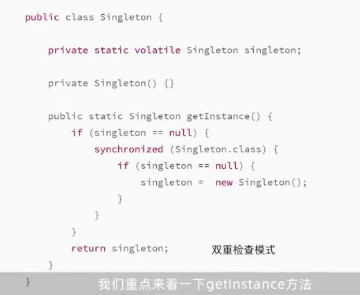 public class Singleton {
private static volatile Singleton singleton;
private Singleton() {}
public static Singleton getInstance() {
if (singleton == null) {
synchronized (Singleton.class) {
if (singleton == null) {
singleton = new Singleton();
}
}
}
return singleton; 双重检查模式
}
}
我们重点来看一下getInstance方法